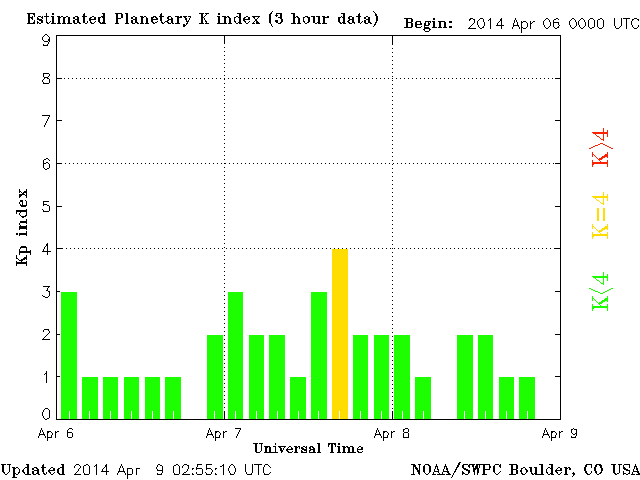 Estimated Planetary K index (3 hour data) Begin: 2014 Apr 06 0000 UTC
9
8
7
6
5
4
3
2
1
0
Kp index
K>4
K=4
K<4
Apr 6 Apr 7 Apr 8 Apr 9
Universal Time
Updated 2014 Apr 9 02:55:10 UTC NOAA/SWPC Boulder, CO USA